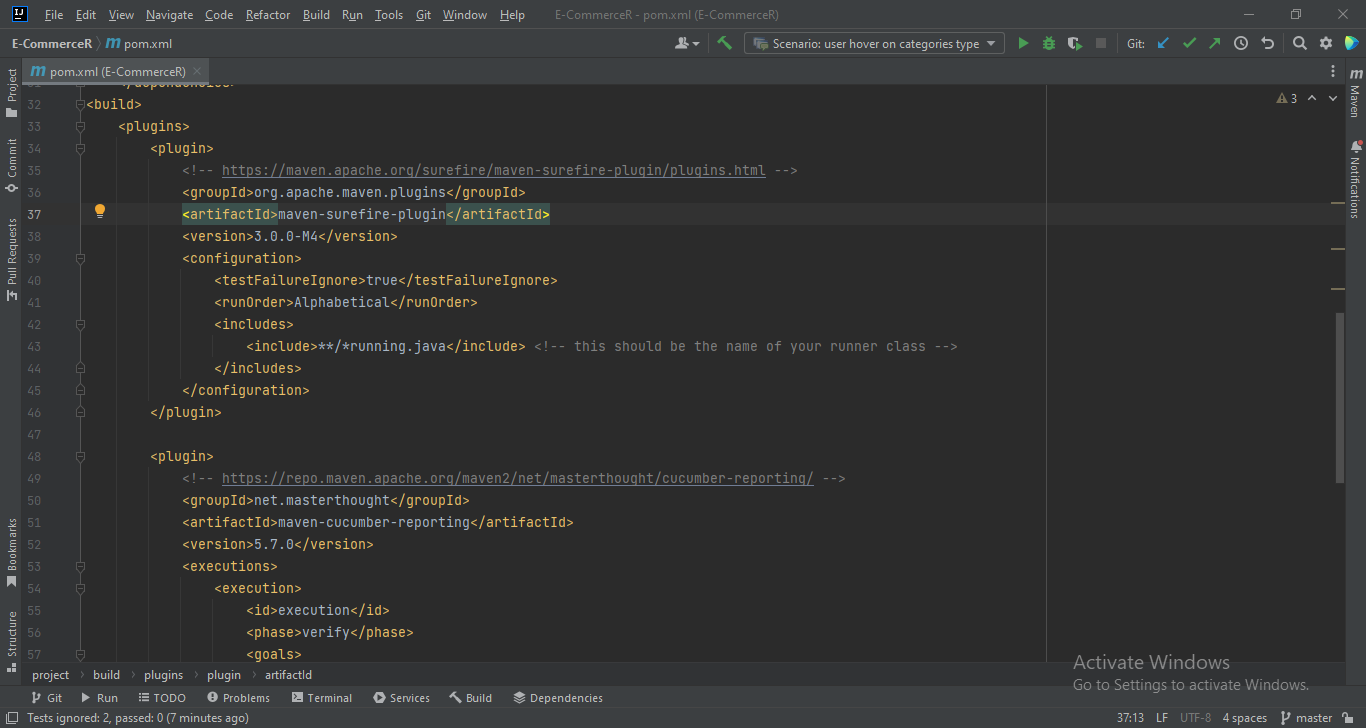 File Edit View Navigate Code Refactor Build Run Tools Git Window Help E-CommerceR - pom.xml (E-CommerceR)
E-CommerceR m pom.xml Scenario: user hover on categories type Git:
m pom.xml (E-CommerceR)
Project
Commit
Pull Requests
Bookmarks
Structure
m Maven
Notifications
3
31 </dependencies>
32 <build>
33 <plugins>
34 <plugin>
35 <!-- https://maven.apache.org/surefire/maven-surefire-plugin/plugins.html -->
36 <groupId>org.apache.maven.plugins</groupId>
37 <artifactId>maven-surefire-plugin</artifactId>
38 <version>3.0.0-M4</version>
39 <configuration>
40 <testFailureIgnore>true</testFailureIgnore>
41 <runOrder>Alphabetical</runOrder>
42 <includes>
43 <include>**/*running.java</include> <!-- this should be the name of your runner class -->
44 </includes>
45 </configuration>
46 </plugin>
47
48 <plugin>
49 <!-- https://repo.maven.apache.org/maven2/net/masterthought/cucumber-reporting/ -->
50 <groupId>net.masterthought</groupId>
51 <artifactId>maven-cucumber-reporting</artifactId>
52 <version>5.7.0</version>
53 <executions>
54 <execution>
55 <id>execution</id>
56 <phase>verify</phase>
57 <goals>
Activate Windows
Go to Settings to activate Windows.
project build plugins plugin artifactId
Git Run TODO Problems Terminal Services Build Dependencies
Tests ignored: 2, passed: 0 (7 minutes ago) 37:13 LF UTF-8 4 spaces master